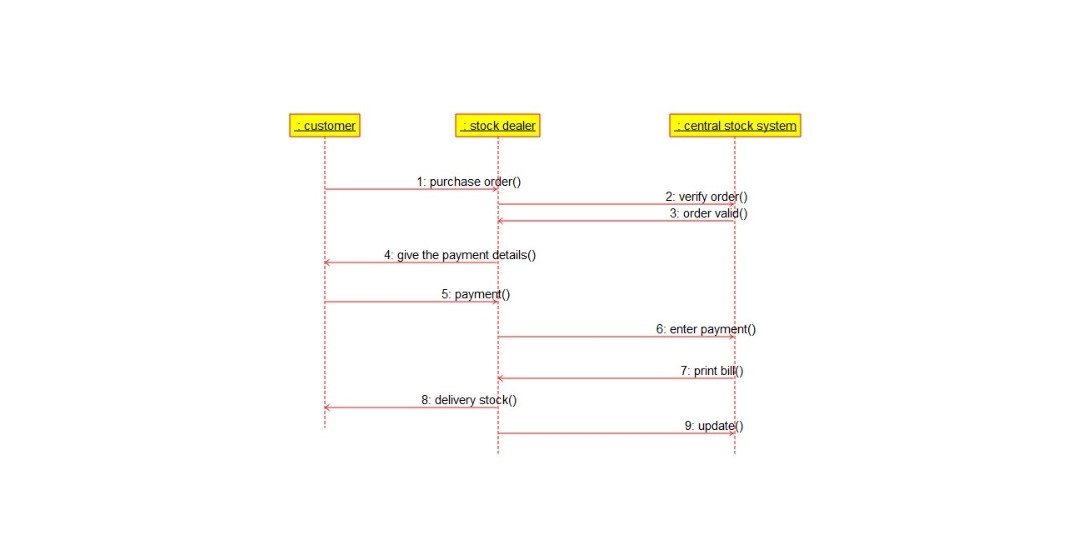 : customer
: stock dealer
: central stock system
1: purchase order()
2: verify order()
3: order valid()
4: give the payment details()
5: payment()
6: enter payment()
7: print bill()
8: delivery stock()
9: update()